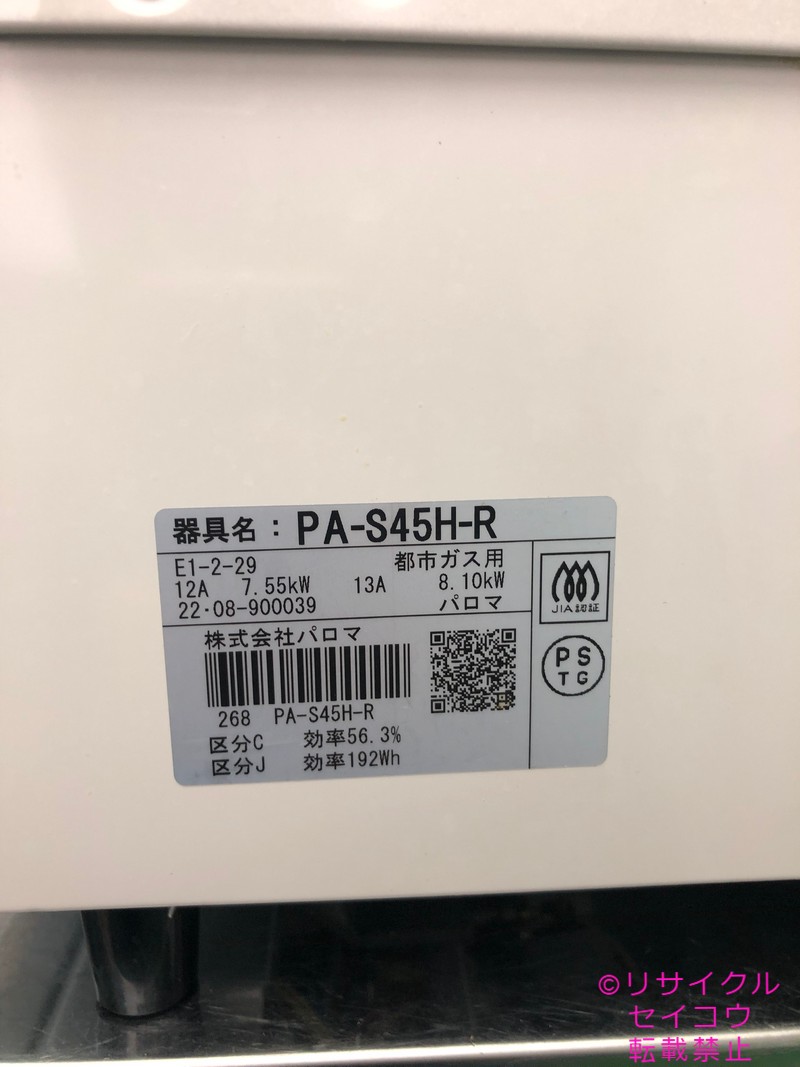 器具名：PA-S45H-R
E1-2-29 都市ガス用
12A 7.55kW 13A 8.10kW
22・08-900039 パロマ
JIA認証
株式会社パロマ
PS
TG
268 PA-S45H-R
区分C 効率56.3%
区分J 効率192Wh
©リサイクル
セイコウ
転載禁止